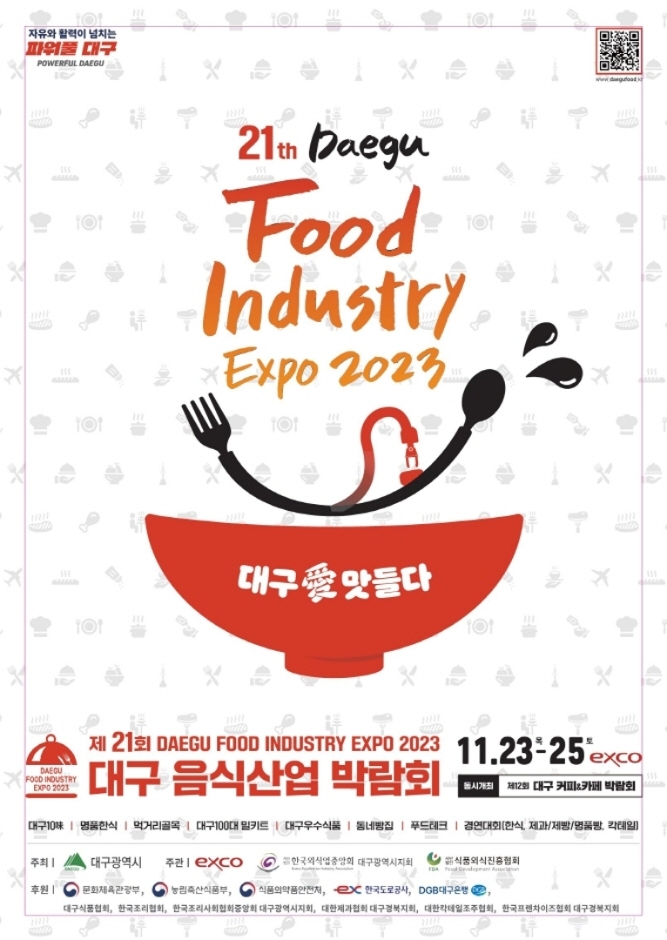 자유와 활력이 넘치는
파워풀 대구
POWERFUL DAEGU
www.daegufood.kr
21th Daegu
Food
Industry
Expo 2023
대구愛맛들다
DAEGU
FOOD INDUSTRY
EXPO 2023
제 21회 DAEGU FOOD INDUSTRY EXPO 2023
대구 음식산업 박람회
11.23목-25토 exco
동시개최 제12회 대구 커피&카페 박람회
대구10味 | 명품한식 | 먹거리골목 | 대구100대 밀키트 | 대구우수식품 | 동네빵집 | 푸드테크 | 경연대회(한식, 제과/제빵/명품빵, 칵테일)
주최 | 대구광역시 주관 | exco 한국외식업중앙회 대구광역시지회 식품외식진흥협회
Food Development Association
후원 | 문화체육관광부, 농림축산식품부, 식품의약품안전처, ex 한국도로공사, DGB대구은행
대구식품협회, 한국조리협회, 한국조리사회협회중앙회 대구광역시지회, 대한제과협회 대구경북지회, 대한칵테일조주협회, 한국프랜차이즈협회 대구경북지회